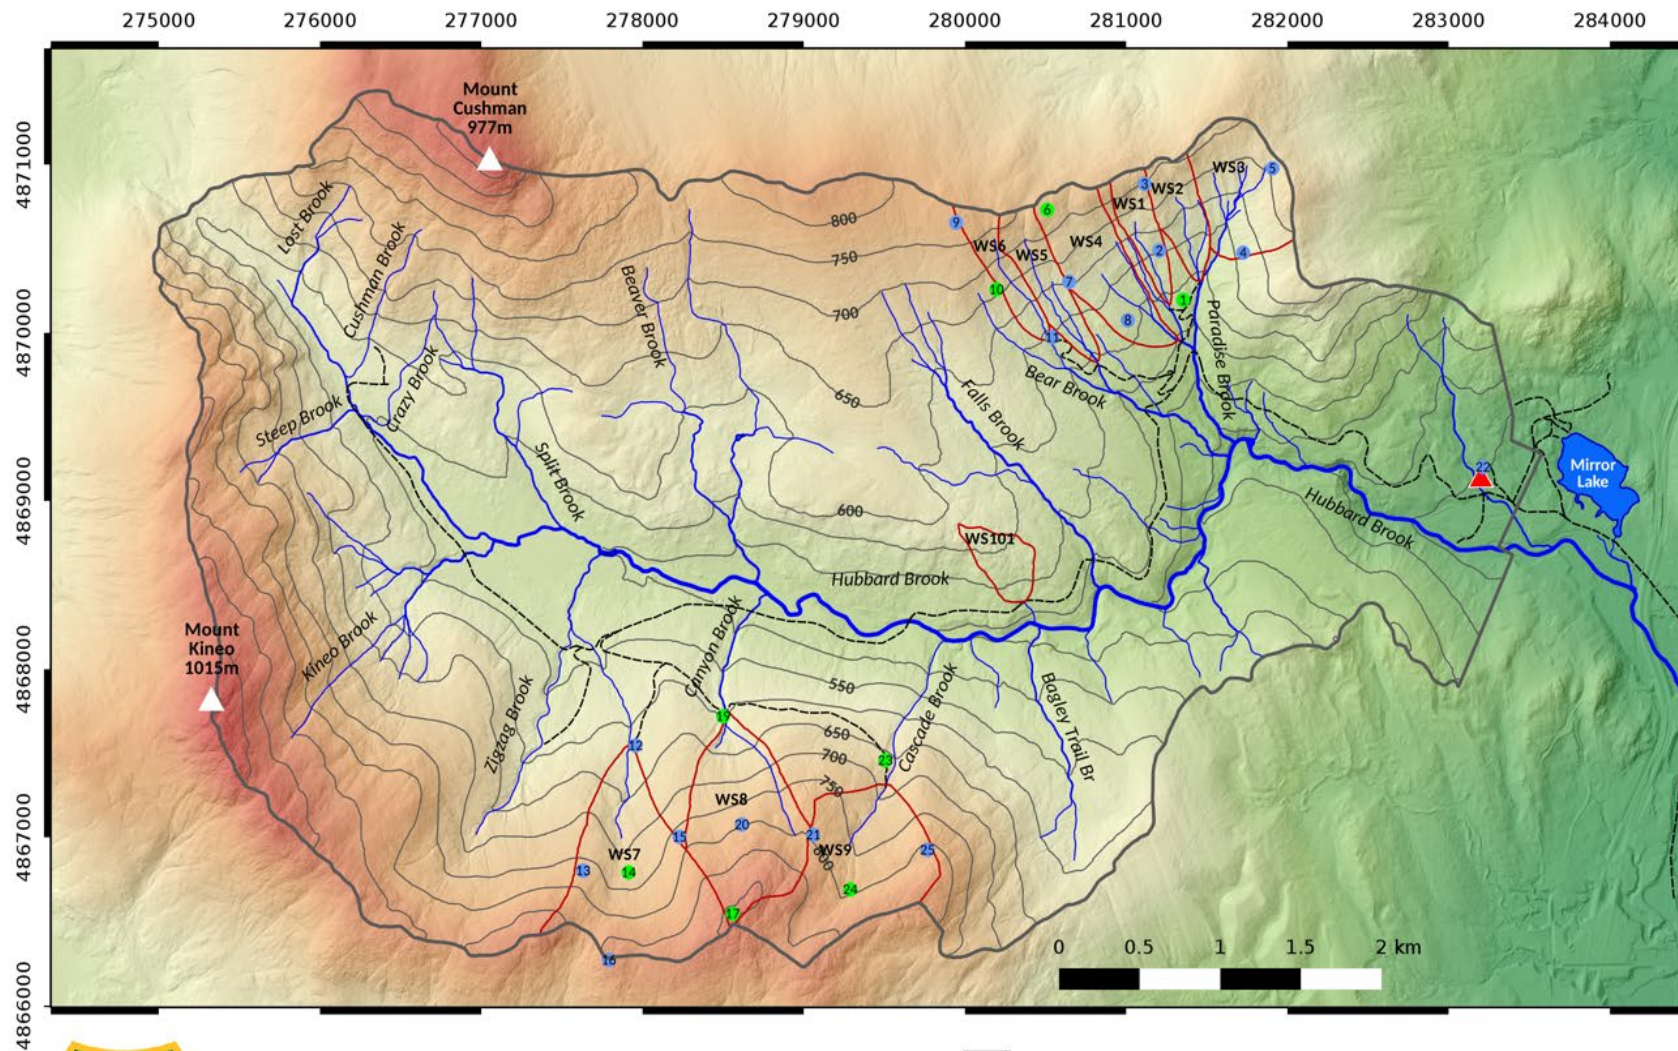 275000 276000 277000 278000 279000 280000 281000 282000 283000 284000
4871000
4870000
4869000
4868000
4867000
4866000
Mount
Cushman
977m
Mount
Kineo
1015m
Lost Brook
Cushman Brook
Crazy Brook
Steep Brook
Split Brook
Beaver Brook
Kineo Brook
Zigzag Brook
Canyon Brook
Cascade Brook
Bagley Trail Br
Falls Brook
Bear Brook
Paradise Brook
Hubbard Brook
Hubbard Brook
Mirror
Lake
WS1
WS2
WS3
WS4
WS5
WS6
WS7
WS8
WS9
WS101
800
750
700
650
600
550
650
700
750
800
1
2
3
4
5
6
7
8
9
10
11
12
13
14
15
16
17
19
20
21
22
23
24
25
0 0.5 1 1.5 2 km